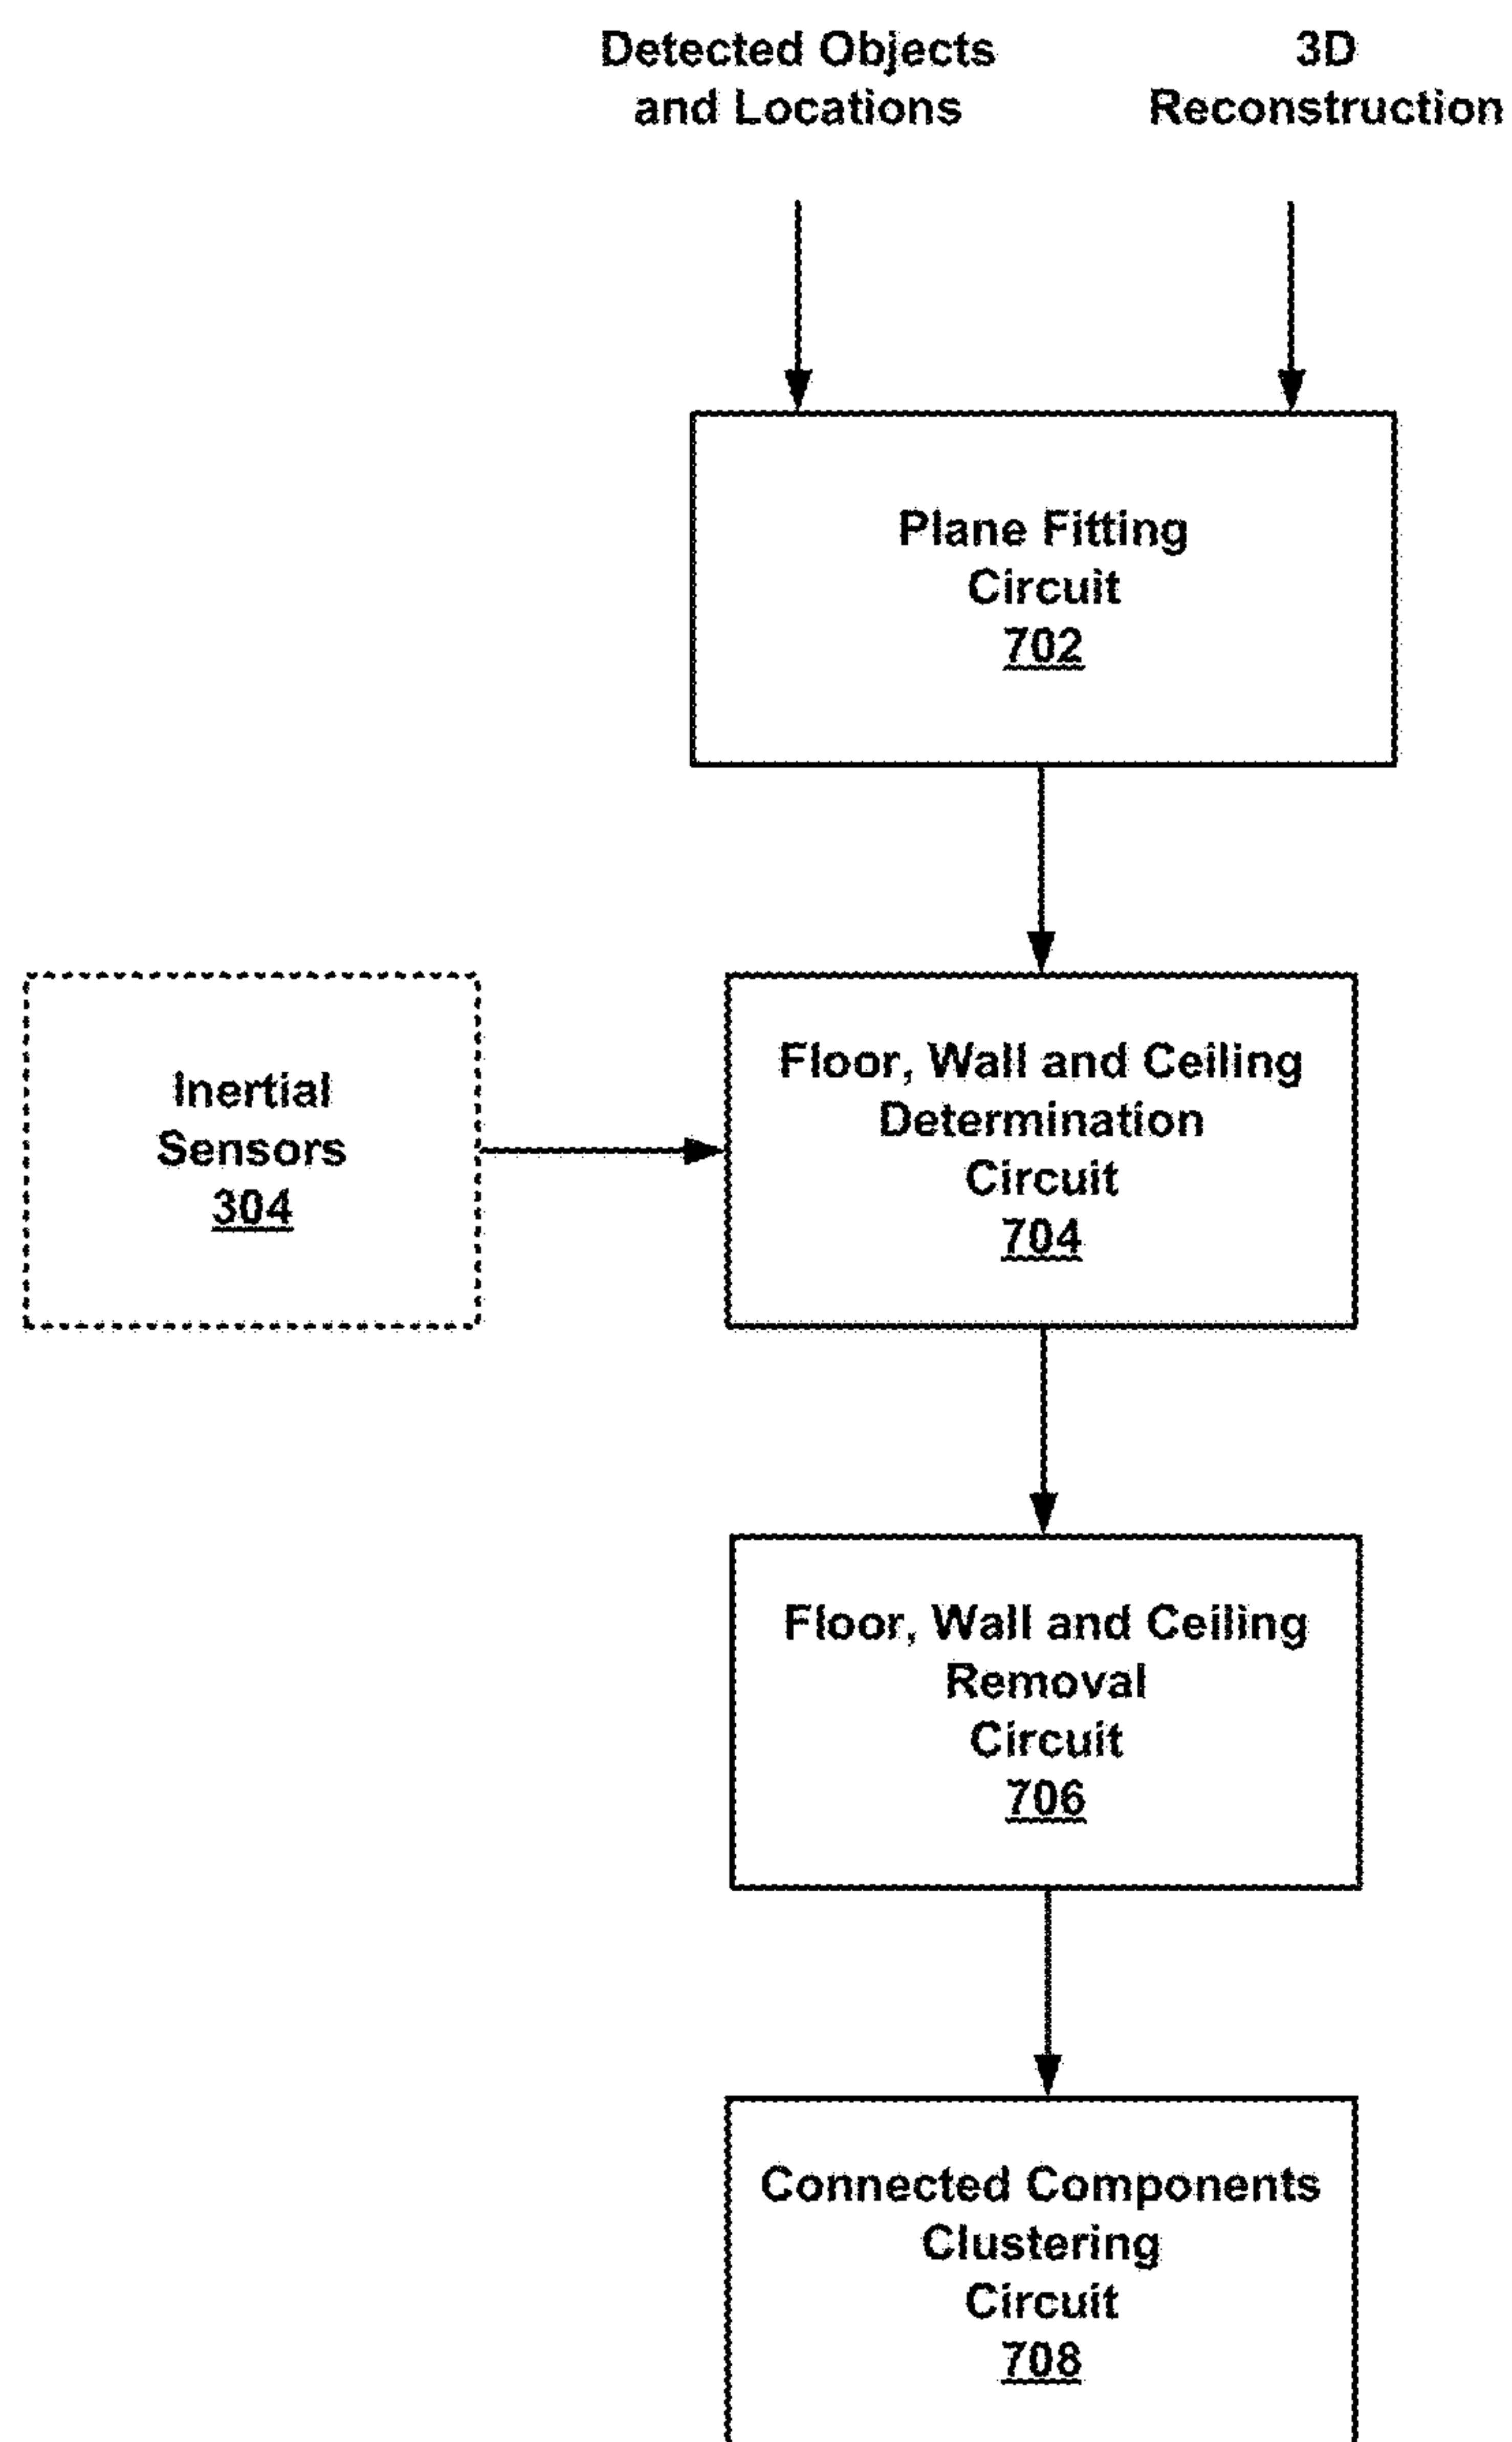 Detected Objects
and Locations
3D
Reconstruction
Plane Fitting
Circuit
702
Inertial
Sensors
304
Floor, Wall and Ceiling
Determination
Circuit
704
Floor, Wall and Ceiling
Removal
Circuit
706
Connected Components
Clustering
Circuit
708